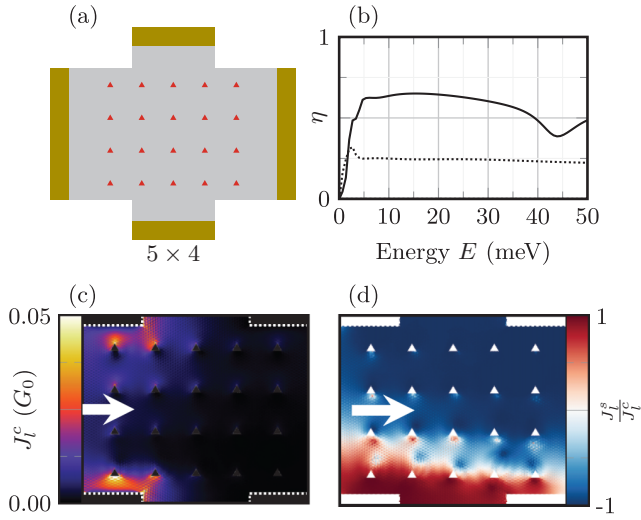 (a)
5 × 4
(b)
1
η
0
0 10 20 30 40 50
Energy E (meV)
(c)
0.05
J_l^c (G_0)
0.00
(d)
1
J_l^s / J_l^c
-1